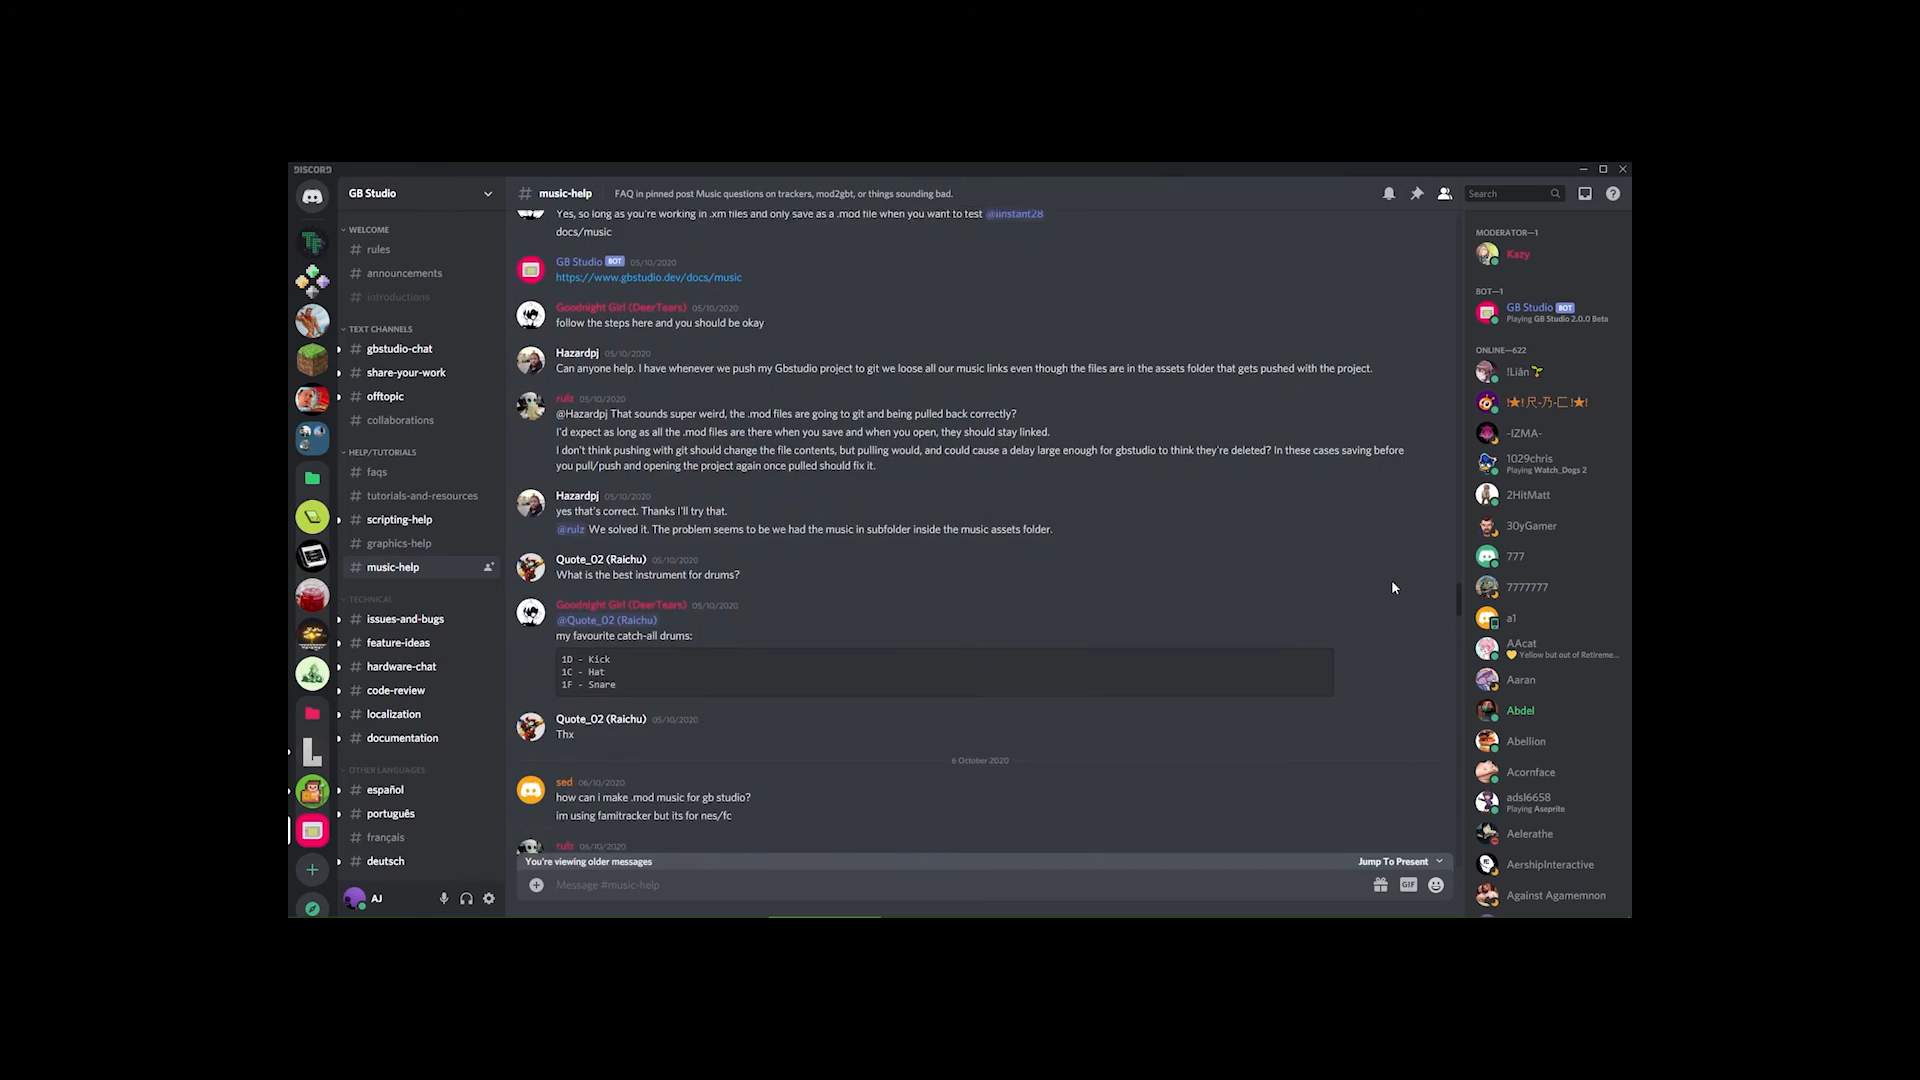 DISCORD
GB Studio
WELCOME
rules
announcements
introductions
TEXT CHANNELS
gbstudio-chat
share-your-work
offtopic
collaborations
HELP/TUTORIALS
faqs
tutorials-and-resources
scripting-help
graphics-help
music-help
TECHNICAL
issues-and-bugs
feature-ideas
hardware-chat
code-review
localization
documentation
OTHER LANGUAGES
español
português
français
deutsch
AJ
# music-help FAQ in pinned post Music questions on trackers, mod2gbt, or things sounding bad.
Search
Yes, so long as you're working in .xm files and only save as a .mod file when you want to test @iinstant28
docs/music
GB Studio BOT 05/10/2020
https://www.gbstudio.dev/docs/music
Goodnight Girl (DeerTears) 05/10/2020
follow the steps here and you should be okay
Hazardpj 05/10/2020
Can anyone help. I have whenever we push my Gbstudio project to git we loose all our music links even though the files are in the assets folder that gets pushed with the project.
rulz 05/10/2020
@Hazardpj That sounds super weird, the .mod files are going to git and being pulled back correctly?
I'd expect as long as all the .mod files are there when you save and when you open, they should stay linked.
I don't think pushing with git should change the file contents, but pulling would, and could cause a delay large enough for gbstudio to think they're deleted? In these cases saving before
you pull/push and opening the project again once pulled should fix it.
Hazardpj 05/10/2020
yes that's correct. Thanks I'll try that.
@rulz We solved it. The problem seems to be we had the music in subfolder inside the music assets folder.
Quote_02 (Raichu) 05/10/2020
What is the best instrument for drums?
Goodnight Girl (DeerTears) 05/10/2020
@Quote_02 (Raichu)
my favourite catch-all drums:
1D - Kick
1C - Hat
1F - Snare
Quote_02 (Raichu) 05/10/2020
Thx
6 October 2020
sed 06/10/2020
how can i make .mod music for gb studio?
im using famitracker but its for nes/fc
rulz 06/10/2020
You're viewing older messages Jump To Present
Message #music-help
GIF
MODERATOR—1
Kazy
BOT—1
GB Studio BOT
Playing GB Studio 2.0.0 Beta
ONLINE—622
!Liân
-IZMA-
1029chris
Playing Watch_Dogs 2
2HitMatt
30yGamer
777
7777777
a1
AAcat
Yellow but out of Retireme...
Aaran
Abdel
Abellion
Acornface
adsl6658
Playing Aseprite
Aelerathe
AershipInteractive
Against Agamemnon